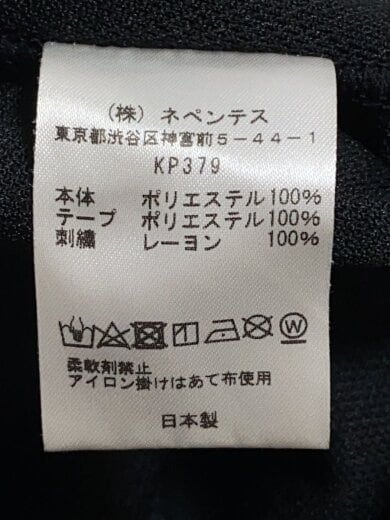 （株）ネペンテス
東京都渋谷区神宮前５－４４－１
KP379
本体 ポリエステル100%
テープ ポリエステル100%
刺繍 レーヨン 100%
W
柔軟剤禁止
アイロン掛けはあて布使用
日本製